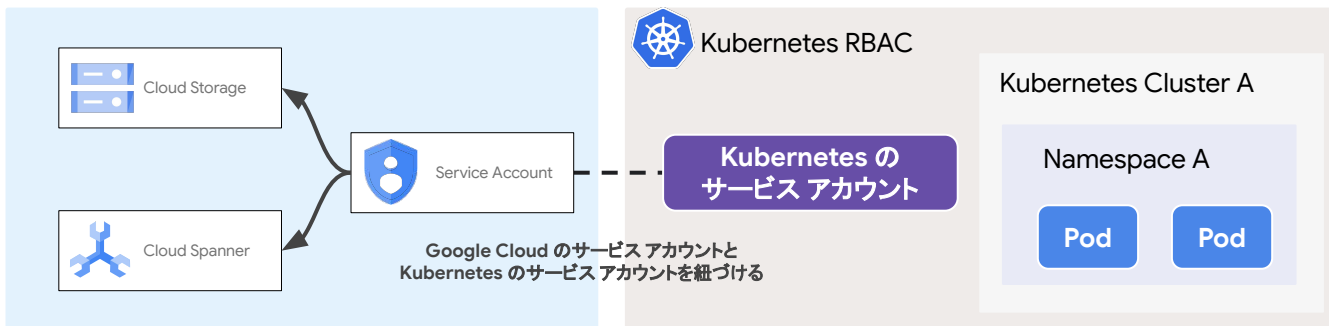 Cloud Storage
Cloud Spanner
Service Account
Google Cloud のサービス アカウントと
Kubernetes のサービス アカウントを紐づける
Kubernetes RBAC
Kubernetes の
サービス アカウント
Kubernetes Cluster A
Namespace A
Pod
Pod